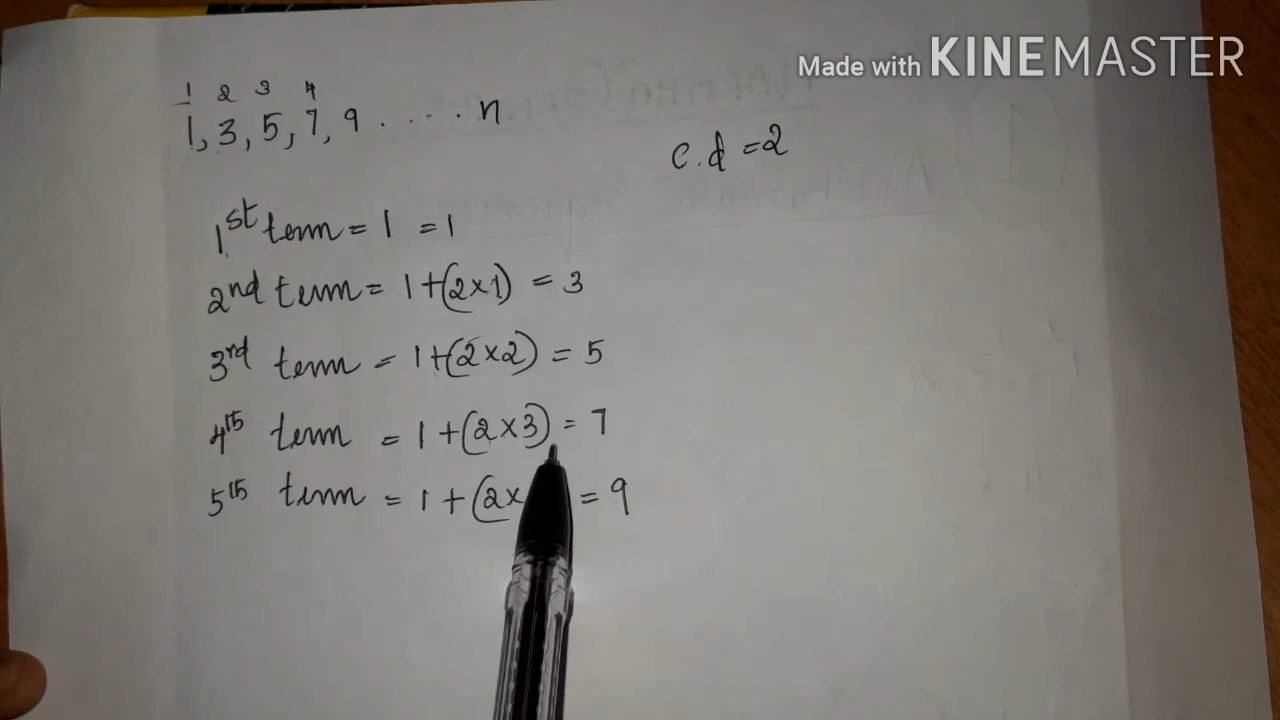 Made with KINEMASTER
1 2 3 4
1, 3, 5, 7, 9 . . . . . n
c.d = 2
1st term = 1 = 1
2nd term = 1+(2×1) = 3
3rd term = 1+(2×2) = 5
4th term = 1+(2×3) = 7
5th term = 1+(2× = 9